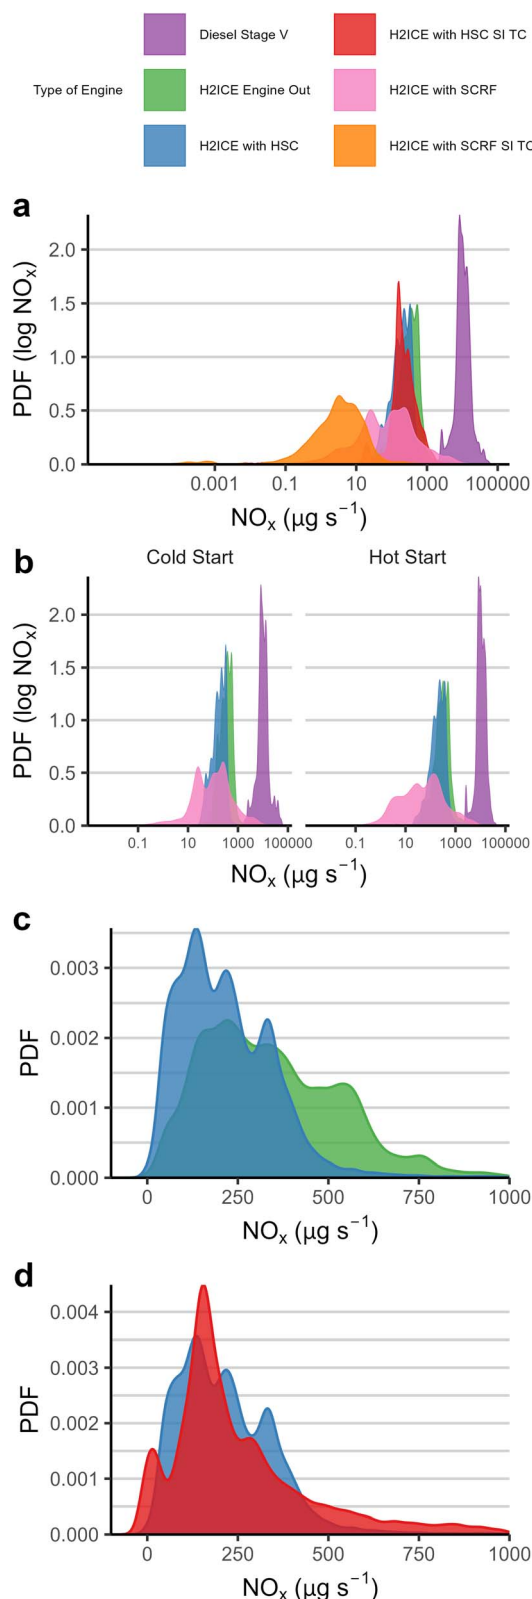 Diesel Stage V
H2ICE with HSC SI TC
Type of Engine
H2ICE Engine Out
H2ICE with SCRF
H2ICE with HSC
H2ICE with SCRF SI TC
a
PDF (log NOₓ)
2.0
1.5
1.0
0.5
0.0
0.001 0.1 10 1000 100000
NOₓ (µg s⁻¹)
b
Cold Start Hot Start
PDF (log NOₓ)
2.0
1.5
1.0
0.5
0.0
0.1 10 1000 100000 0.1 10 1000 100000
NOₓ (µg s⁻¹)
c
PDF
0.003
0.002
0.001
0.000
0 250 500 750 1000
NOₓ (µg s⁻¹)
d
PDF
0.004
0.003
0.002
0.001
0.000
0 250 500 750 1000
NOₓ (µg s⁻¹)